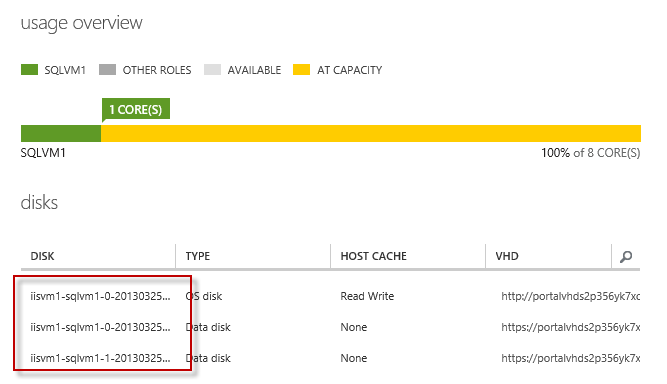 usage overview
SQLVM1 OTHER ROLES AVAILABLE AT CAPACITY
1 CORE(S)
SQLVM1 100% of 8 CORE(S)
disks
DISK TYPE HOST CACHE VHD
iisvm1-sqlvm1-0-20130325... OS disk Read Write http://portalvhds2p356yk7xc
iisvm1-sqlvm1-0-20130325... Data disk None https://portalvhds2p356yk7x
iisvm1-sqlvm1-1-20130325... Data disk None https://portalvhds2p356yk7x